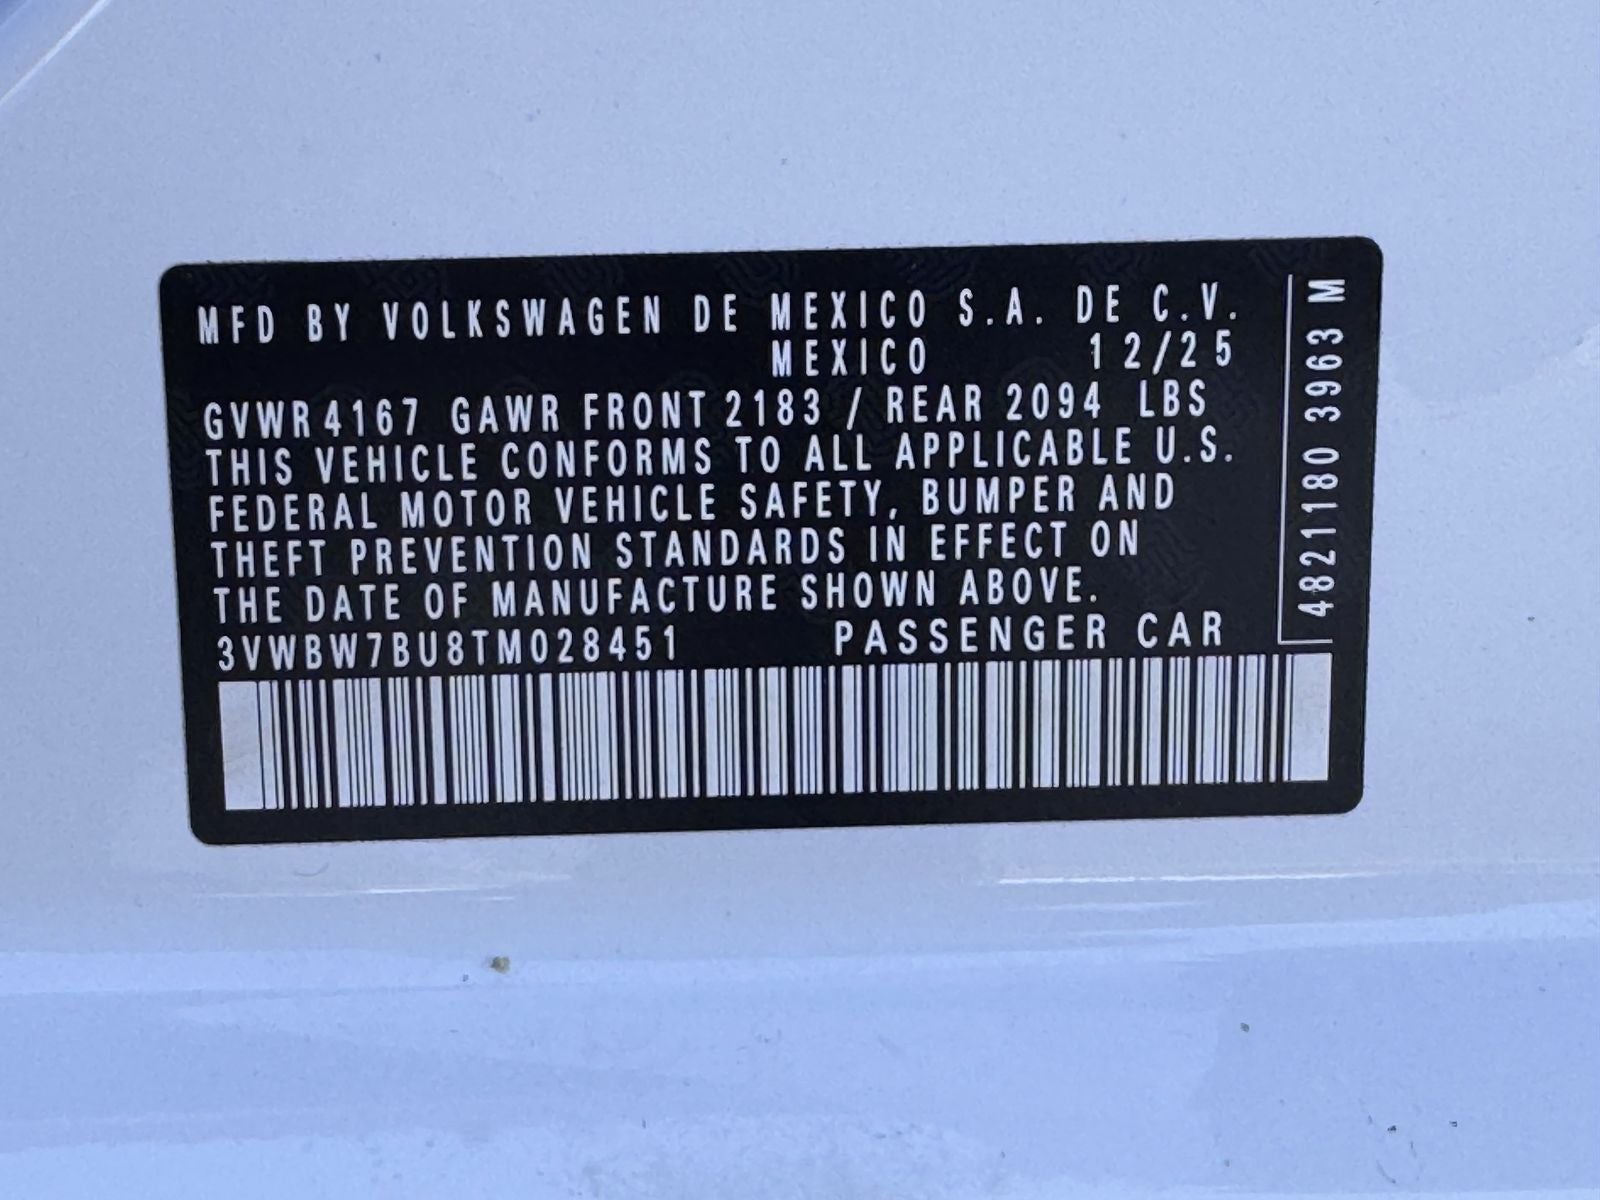 MFD BY VOLKSWAGEN DE MEXICO S.A. DE C.V.
MEXICO 12/25
GVWR 4167 GAWR FRONT 2183 / REAR 2094 LBS
THIS VEHICLE CONFORMS TO ALL APPLICABLE U.S.
FEDERAL MOTOR VEHICLE SAFETY, BUMPER AND
THEFT PREVENTION STANDARDS IN EFFECT ON
THE DATE OF MANUFACTURE SHOWN ABOVE.
3VWBW7BU8TM028451 PASSENGER CAR
4821180 3963 M